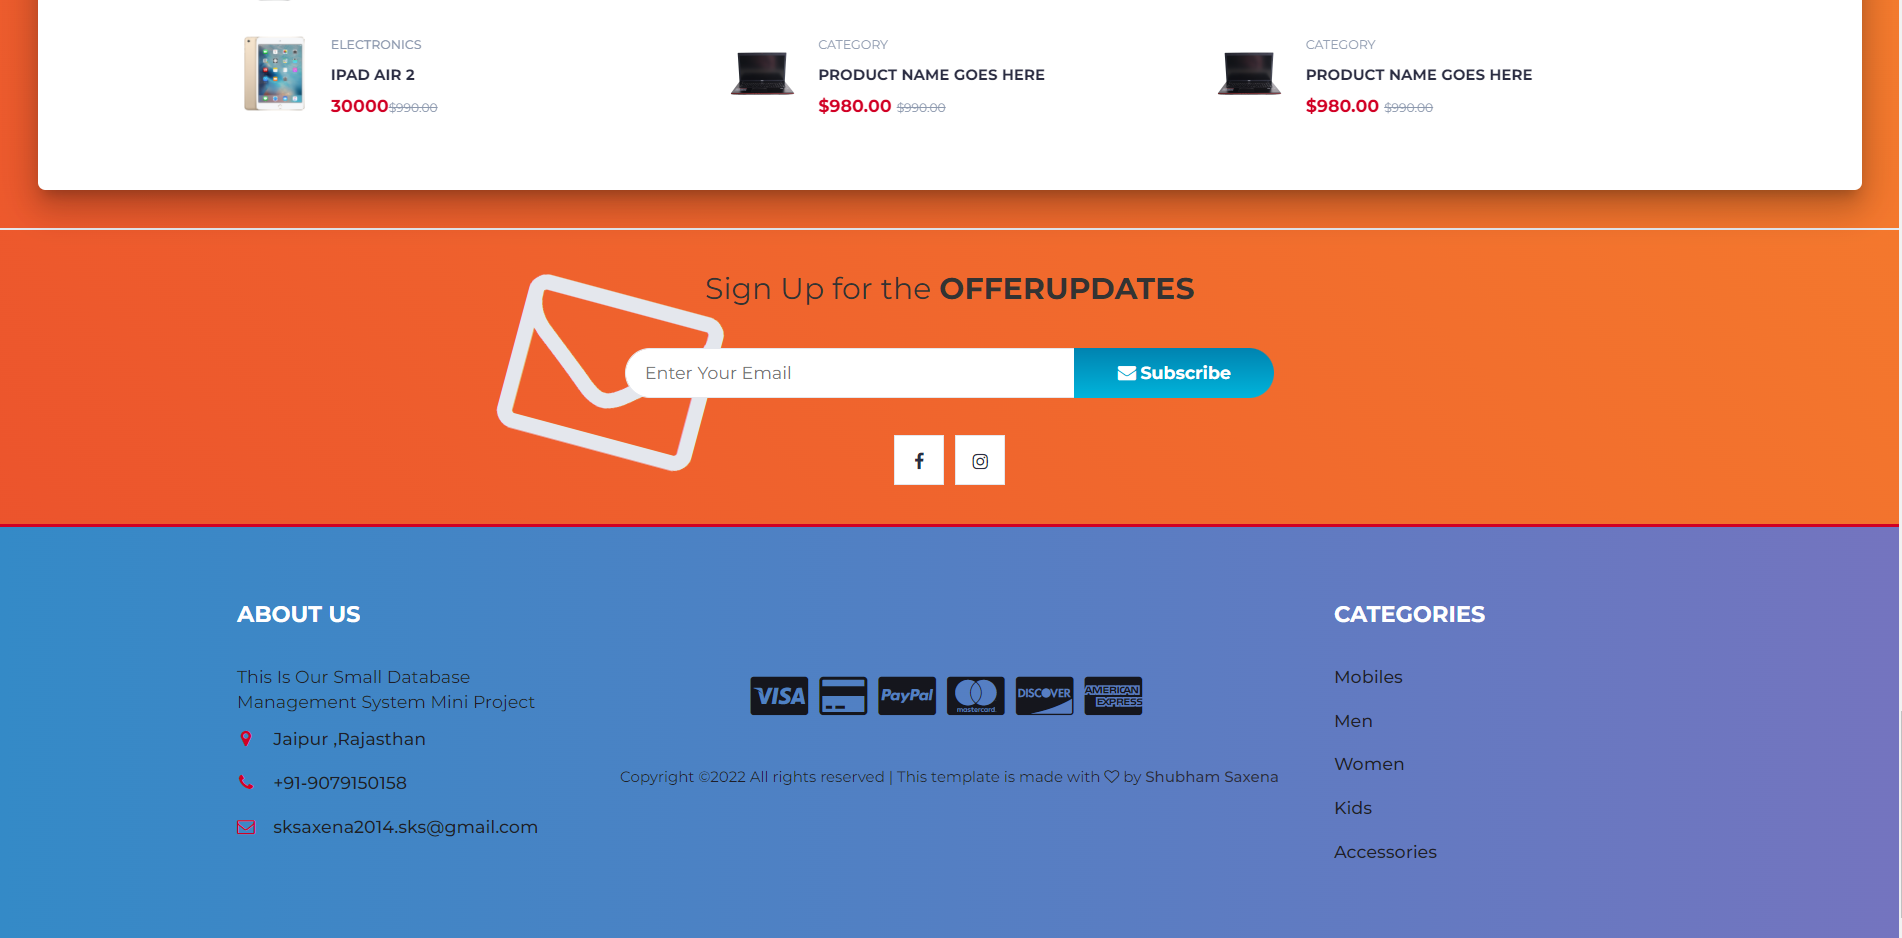 ELECTRONICS
IPAD AIR 2
30000$990.00
CATEGORY
PRODUCT NAME GOES HERE
$980.00 $990.00
CATEGORY
PRODUCT NAME GOES HERE
$980.00 $990.00
Sign Up for the OFFERUPDATES
Enter Your Email
Subscribe
ABOUT US
This Is Our Small Database
Management System Mini Project
Jaipur ,Rajasthan
+91-9079150158
sksaxena2014.sks@gmail.com
VISA
PayPal
mastercard.
DISCOVER
AMERICAN
EXPRESS
Copyright ©2022 All rights reserved | This template is made with ♡ by Shubham Saxena
CATEGORIES
Mobiles
Men
Women
Kids
Accessories